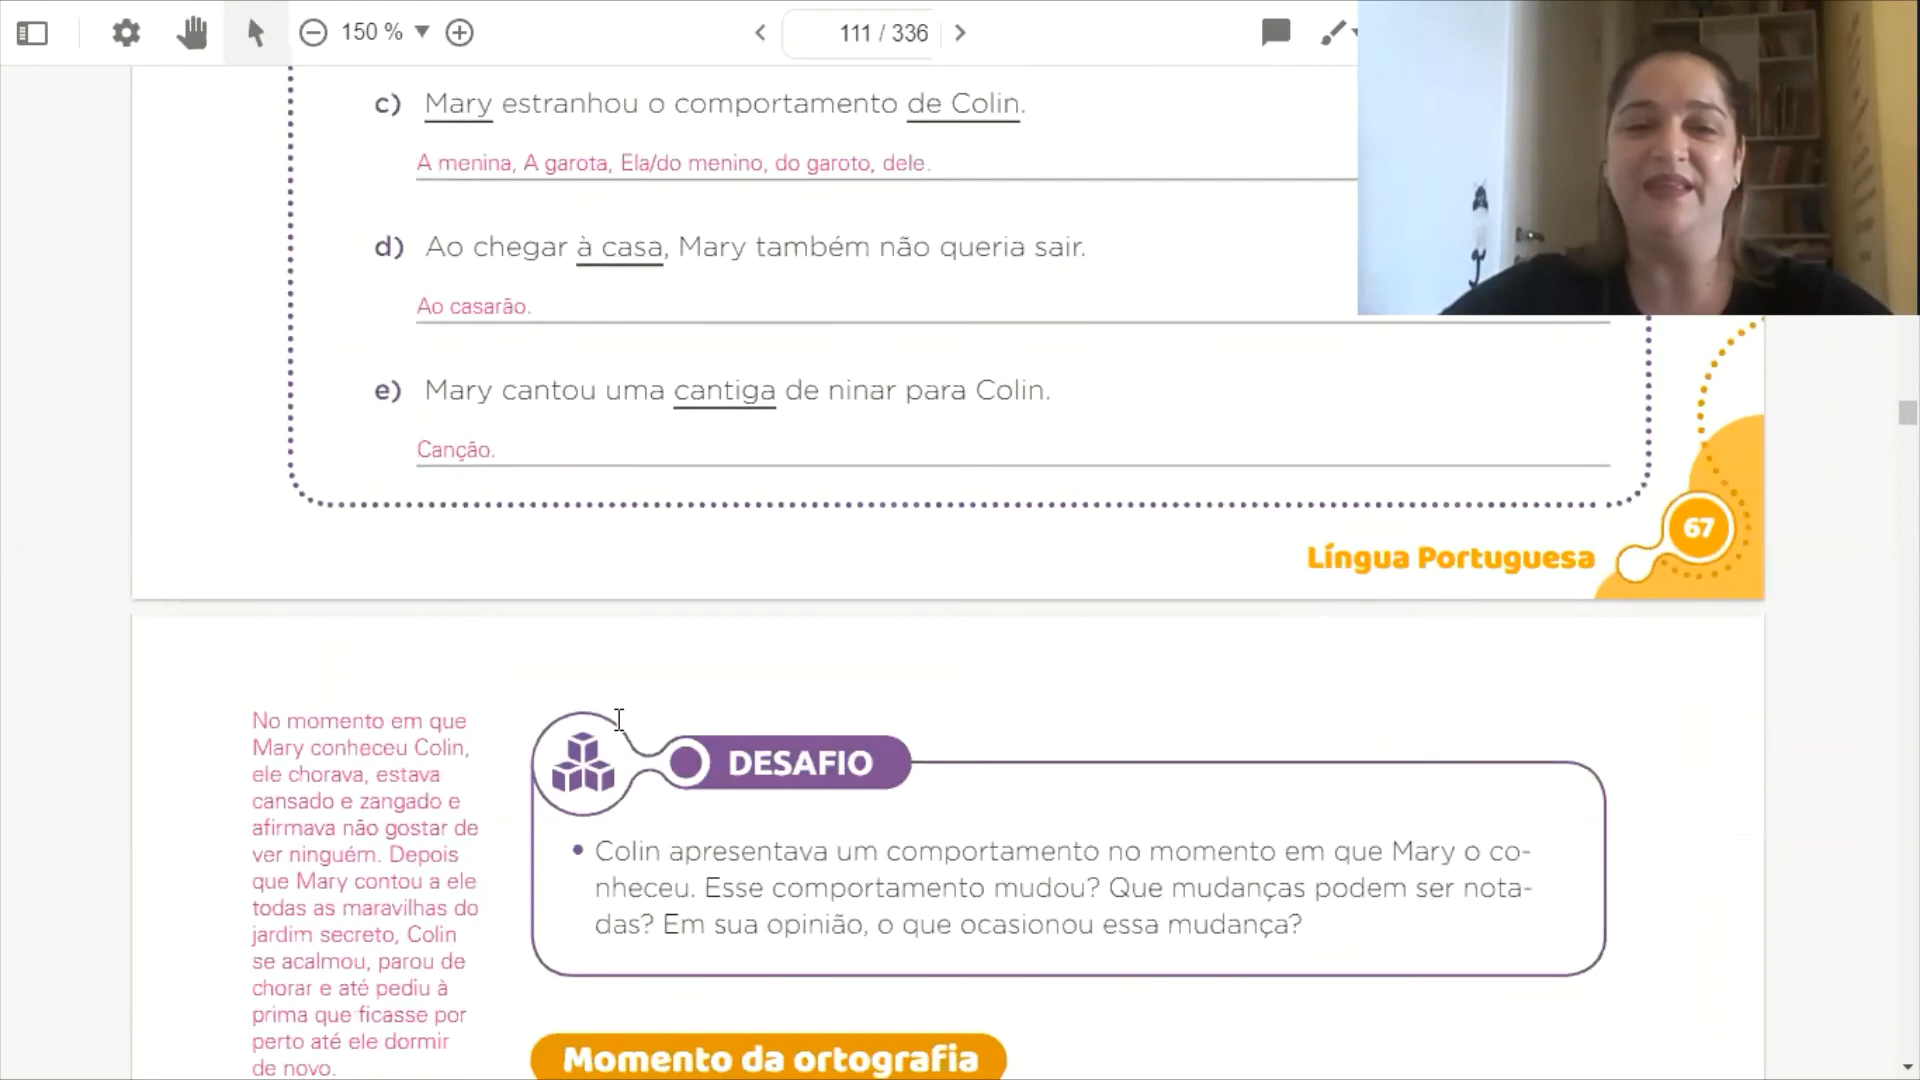 150 %
111 / 336
c) Mary estranhou o comportamento de Colin.
A menina, A garota, Ela/do menino, do garoto, dele.
d) Ao chegar à casa, Mary também não queria sair.
Ao casarão.
e) Mary cantou uma cantiga de ninar para Colin.
Canção.
67
Língua Portuguesa
No momento em que
Mary conheceu Colin,
ele chorava, estava
cansado e zangado e
afirmava não gostar de
ver ninguém. Depois
que Mary contou a ele
todas as maravilhas do
jardim secreto, Colin
se acalmou, parou de
chorar e até pediu à
prima que ficasse por
perto até ele dormir
de novo.
DESAFIO
• Colin apresentava um comportamento no momento em que Mary o co-
nheceu. Esse comportamento mudou? Que mudanças podem ser nota-
das? Em sua opinião, o que ocasionou essa mudança?
Momento da ortografia